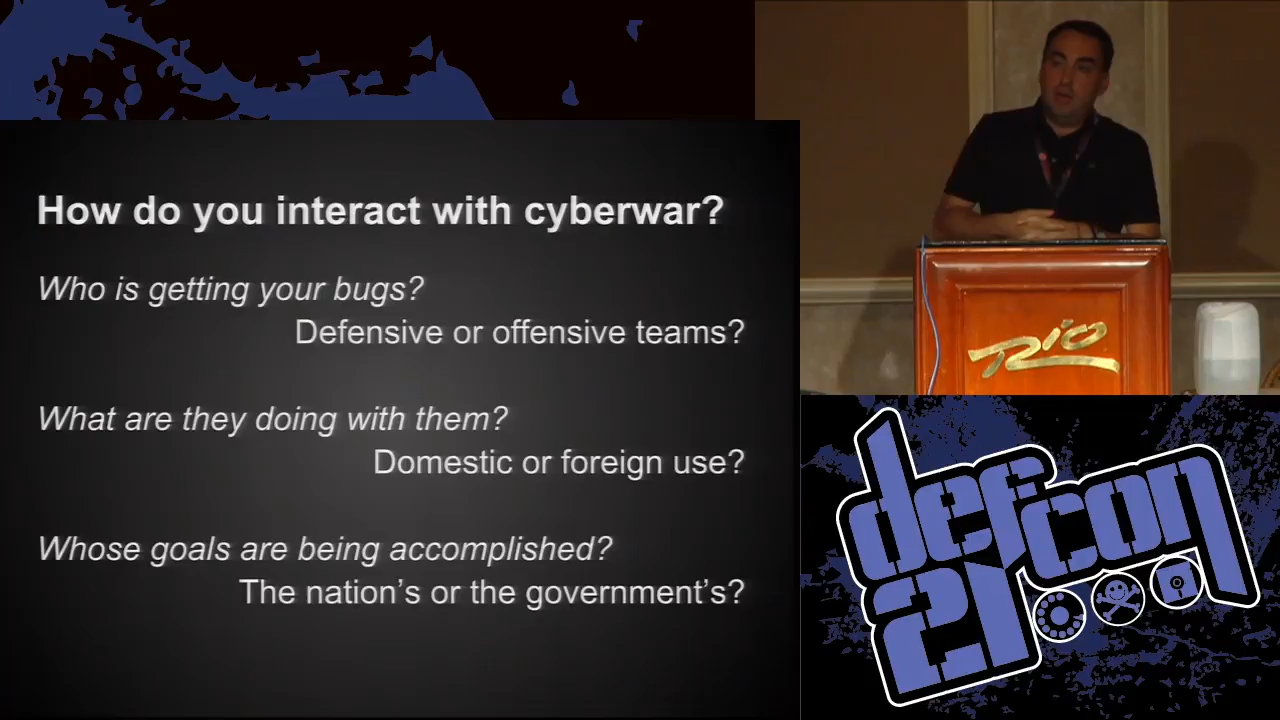 How do you interact with cyberwar?
Who is getting your bugs?
Defensive or offensive teams?
What are they doing with them?
Domestic or foreign use?
Whose goals are being accomplished?
The nation's or the government's?
Rio
defcon
21